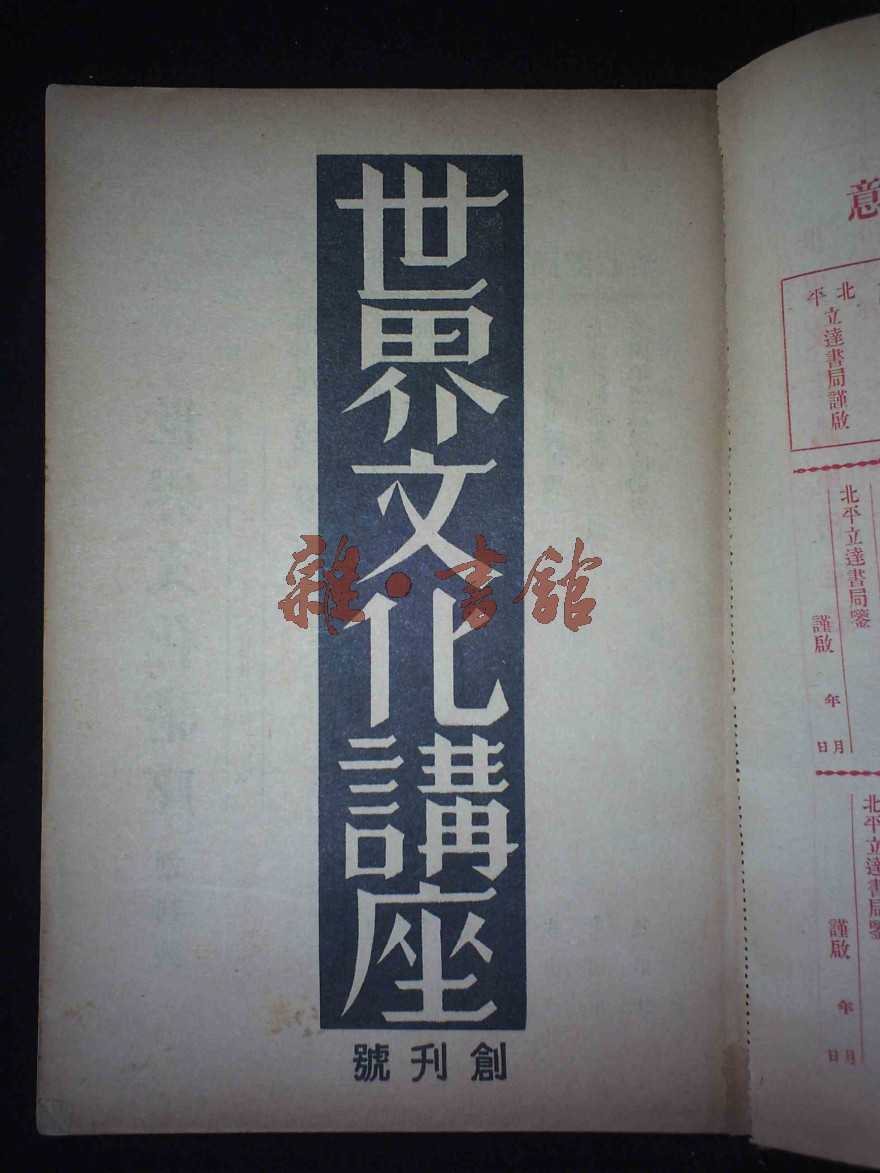 世界文化講座
創刊號
雜·書館
意
北平
立達書局謹啟
北平立達書局鑒
謹啟
年
月
日
北平立達書局鑒
謹啟
年
月
日